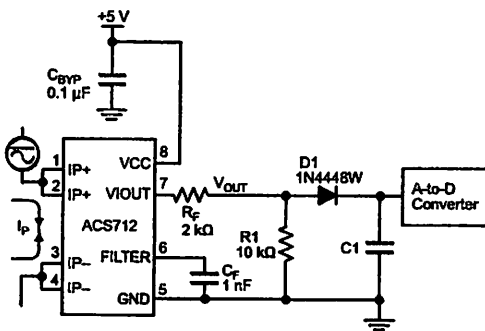 +5 V
CBYP
0.1 µF
1 IP+
2 IP+
IP
3 IP–
4 IP–
VCC 8
VIOUT 7
ACS712
FILTER 6
GND 5
RF
2 kΩ
VOUT
CF
1 nF
R1
10 kΩ
D1
1N4448W
C1
A-to-D
Converter